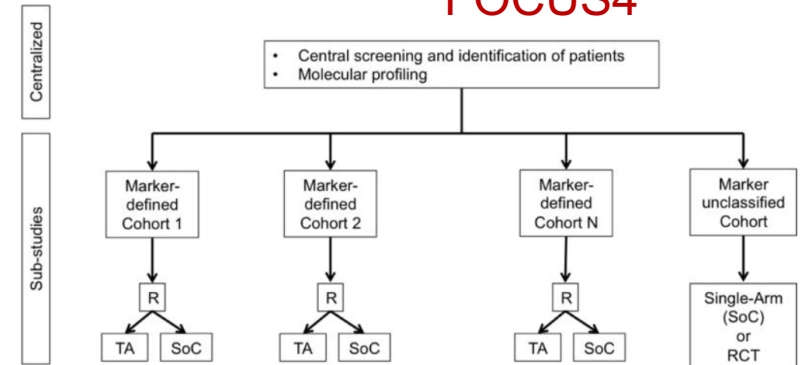 FOCUS4
Centralized
• Central screening and identification of patients
• Molecular profiling
Sub-studies
Marker-
defined
Cohort 1
Marker-
defined
Cohort 2
Marker-
defined
Cohort N
Marker
unclassified
Cohort
R
R
R
Single-Arm
(SoC)
or
RCT
TA
SoC
TA
SoC
TA
SoC